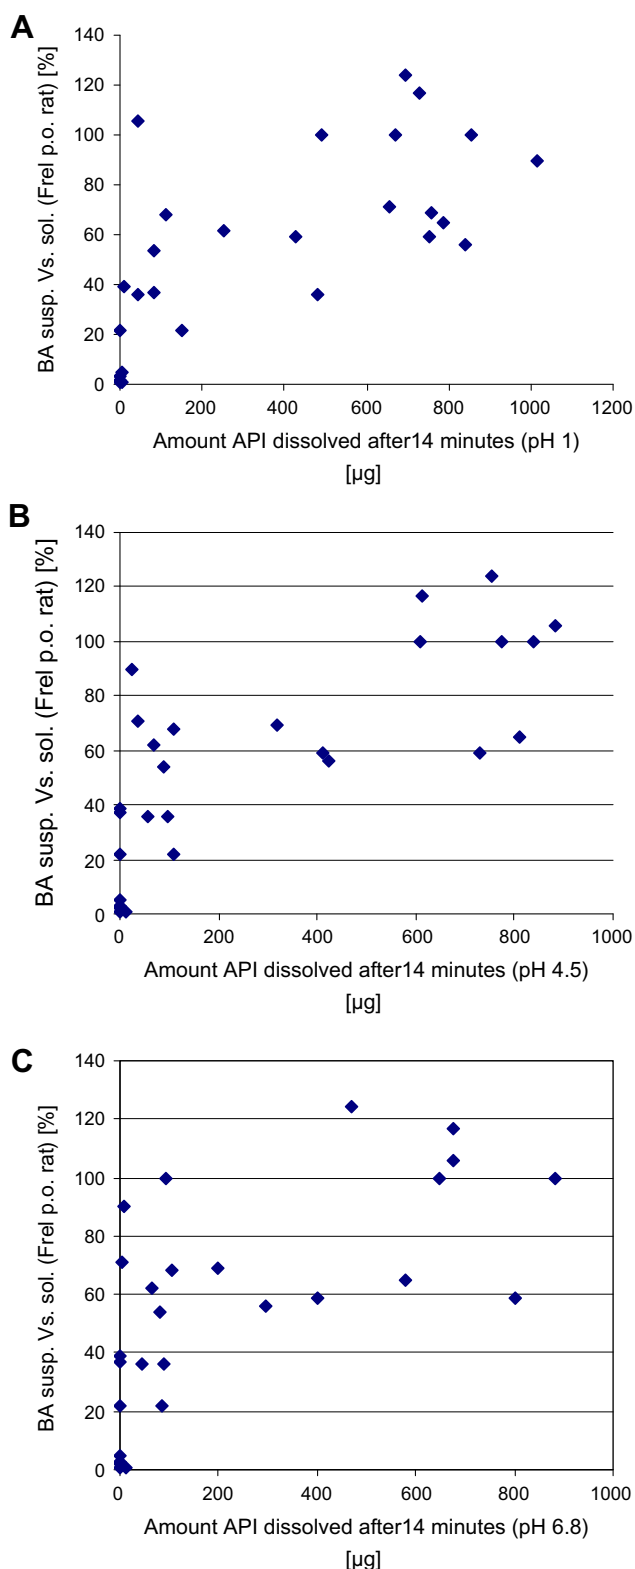 A
BA susp. Vs. sol. (Frel p.o. rat) [%]
140
120
100
80
60
40
20
0
0 200 400 600 800 1000 1200
Amount API dissolved after14 minutes (pH 1)
[µg]
B
BA susp. Vs. sol. (Frel p.o. rat) [%]
140
120
100
80
60
40
20
0
0 200 400 600 800 1000
Amount API dissolved after14 minutes (pH 4.5)
[µg]
C
BA susp. Vs. sol. (Frel p.o. rat) [%]
140
120
100
80
60
40
20
0
0 200 400 600 800 1000
Amount API dissolved after14 minutes (pH 6.8)
[µg]